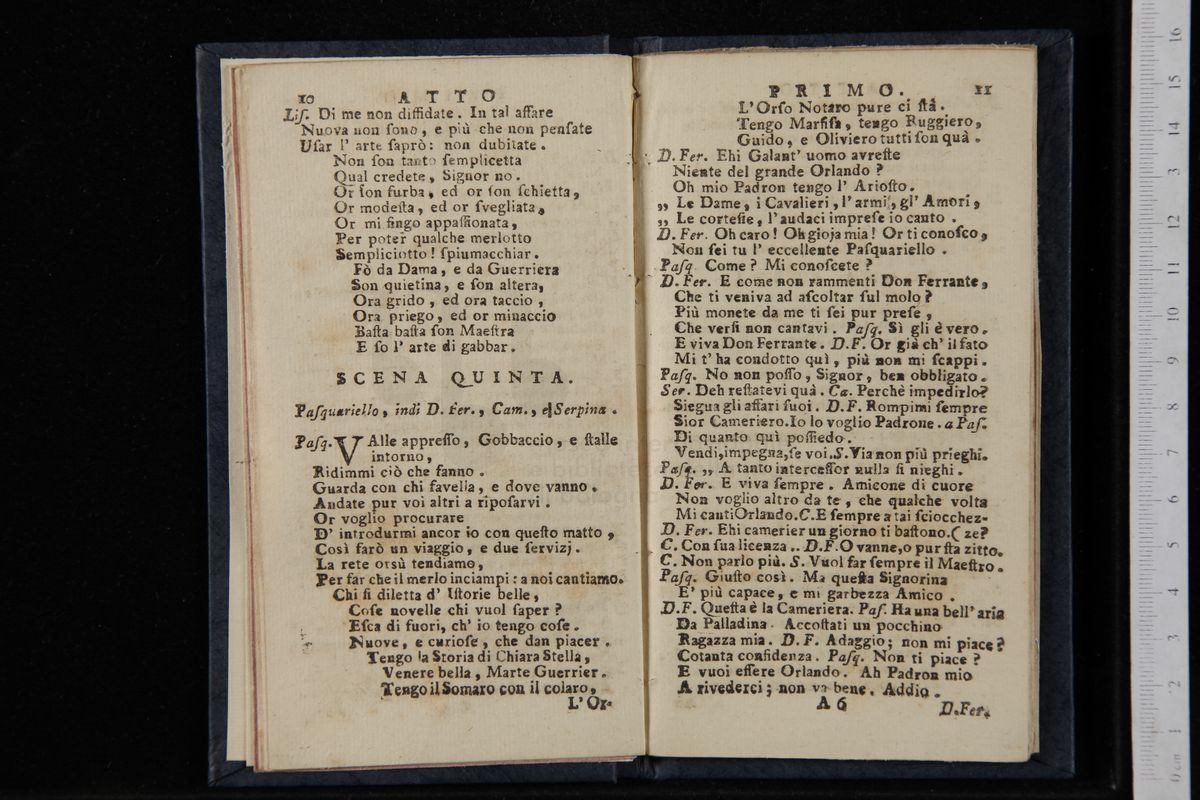 10 ATTO
Liſ. Di me non diffidate. In tal affare
Nuova non ſono, e più che non penſate
Uſar l' arte ſaprò: non dubitate.
Non ſon tanto ſemplicetta
Qual credete, Signor no.
Or ſon furba, ed or ſon ſchietta,
Or modeſta, ed or ſvegliata,
Or mi fingo appaſſionata,
Per poter qualche merlotto
Sempliciotto! ſpiumacchiar.
Fò da Dama, e da Guerriera
Son quietina, e ſon altera,
Ora grido, ed ora taccio,
Ora priego, ed or minaccio
Baſta baſta ſon Maeſtra
E ſo l' arte di gabbar.
SCENA QUINTA.
Paſquariello, indi D. Fer., Cam., e Serpina.
Paſq. VAlle appreſſo, Gobbaccio, e ſtalle
intorno,
Ridimmi ciò che fanno.
Guarda con chi favella, e dove vanno.
Andate pur voi altri a ripoſarvi.
Or voglio procurare
D' introdurmi ancor io con queſto matto,
Così farò un viaggio, e due ſervizj.
La rete orsù tendiamo,
Per far che il merlo inciampi: a noi cantiamo.
Chi ſi diletta d' Iſtorie belle,
Coſe novelle chi vuol ſaper?
Eſca di fuori, ch' io tengo coſe.
Nuove, e curioſe, che dan piacer.
Tengo la Storia di Chiara Stella,
Venere bella, Marte Guerrier.
Tengo il Somaro con il colaro,
L' Or-
PRIMO. 11
L' Orſo Notaro pure ci ſtà.
Tengo Marfiſa, tengo Ruggiero,
Guido, e Oliviero tutti ſon quà.
D. Fer. Ehi Galant' uomo avreſte
Niente del grande Orlando?
Oh mio Padron tengo l' Arioſto.
„ Le Dame, i Cavalieri, l' armi, gl' Amori,
„ Le corteſie, l' audaci impreſe io canto.
D. Fer. Oh caro! Oh gioja mia! Or ti conoſco,
Non ſei tu l' eccellente Paſquariello.
Paſq. Come? Mi conoſcete?
D. Fer. E come non rammenti Don Ferrante,
Che ti veniva ad aſcoltar ſul molo?
Più monete da me ti ſei pur preſe,
Che verſi non cantavi. Paſq. Sì gli è vero.
E viva Don Ferrante. D.F. Or già ch' il fato
Mi t' ha condotto quì, più non mi ſcappi.
Paſq. No non poſſo, Signor, ben obbligato.
Ser. Deh reſtatevi quà. Ca. Perchè impedirlo?
Siegua gli affari ſuoi. D.F. Rompimi ſempre
Sior Cameriero. Io lo voglio Padrone. a Paſ.
Di quanto quì poſſiedo.
Vendi, impegna, ſe voi. S. Via non più prieghi.
Paſq. „ A tanto interceſſor nulla ſi nieghi.
D. Fer. E viva ſempre. Amicone di cuore
Non voglio altro da te, che qualche volta
Mi canti Orlando. C. E ſempre a tai ſciocchez-
D. Fer. Ehi camerier un giorno ti baſtono. ( ze?
C. Con ſua licenza .. D.F. O vanne, o pur ſta zitto.
C. Non parlo più. S. Vuol far ſempre il Maeſtro.
Paſq. Giuſto così. Ma queſta Signorina
E' più capace, e mi garbezza Amico.
D.F. Queſta è la Cameriera. Paſ. Ha una bell' aria
Da Palladina. Accoſtati un pocchino
Ragazza mia. D. F. Adaggio; non mi piace?
Cotanta confidenza. Paſq. Non ti piace?
E vuoi eſſere Orlando. Ah Padron mio
A rivederci; non va bene. Addio.
A 6 D. Fer.